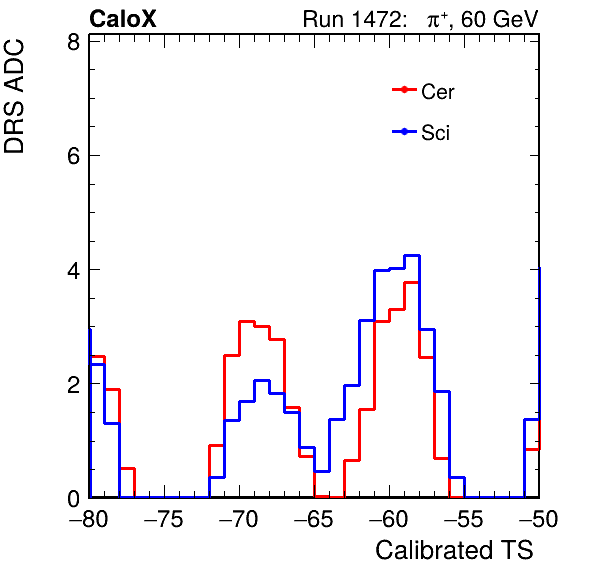 CaloX Run 1472: π⁺, 60 GeV
DRS ADC
Cer
Sci
8
6
4
2
0
−80 −75 −70 −65 −60 −55 −50
Calibrated TS